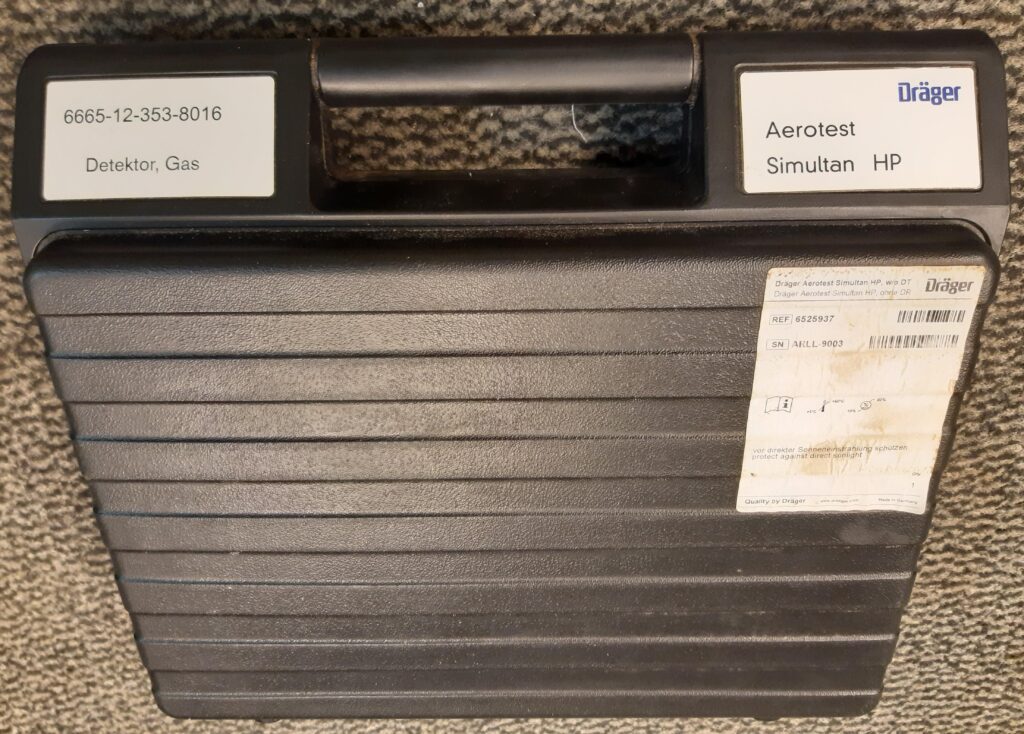 6665-12-353-8016
Detektor, Gas
Dräger
Aerotest
Simultan HP
Dräger Aerotest Simultan HP, w/o DT
Dräger Aerotest Simultan HP, ohne DR
Dräger
REF 6525937
SN ARLL-9003
vor direkter Sonneneinstrahlung schützen
protect against direct sunlight
1
Quality by Dräger
Made in Germany